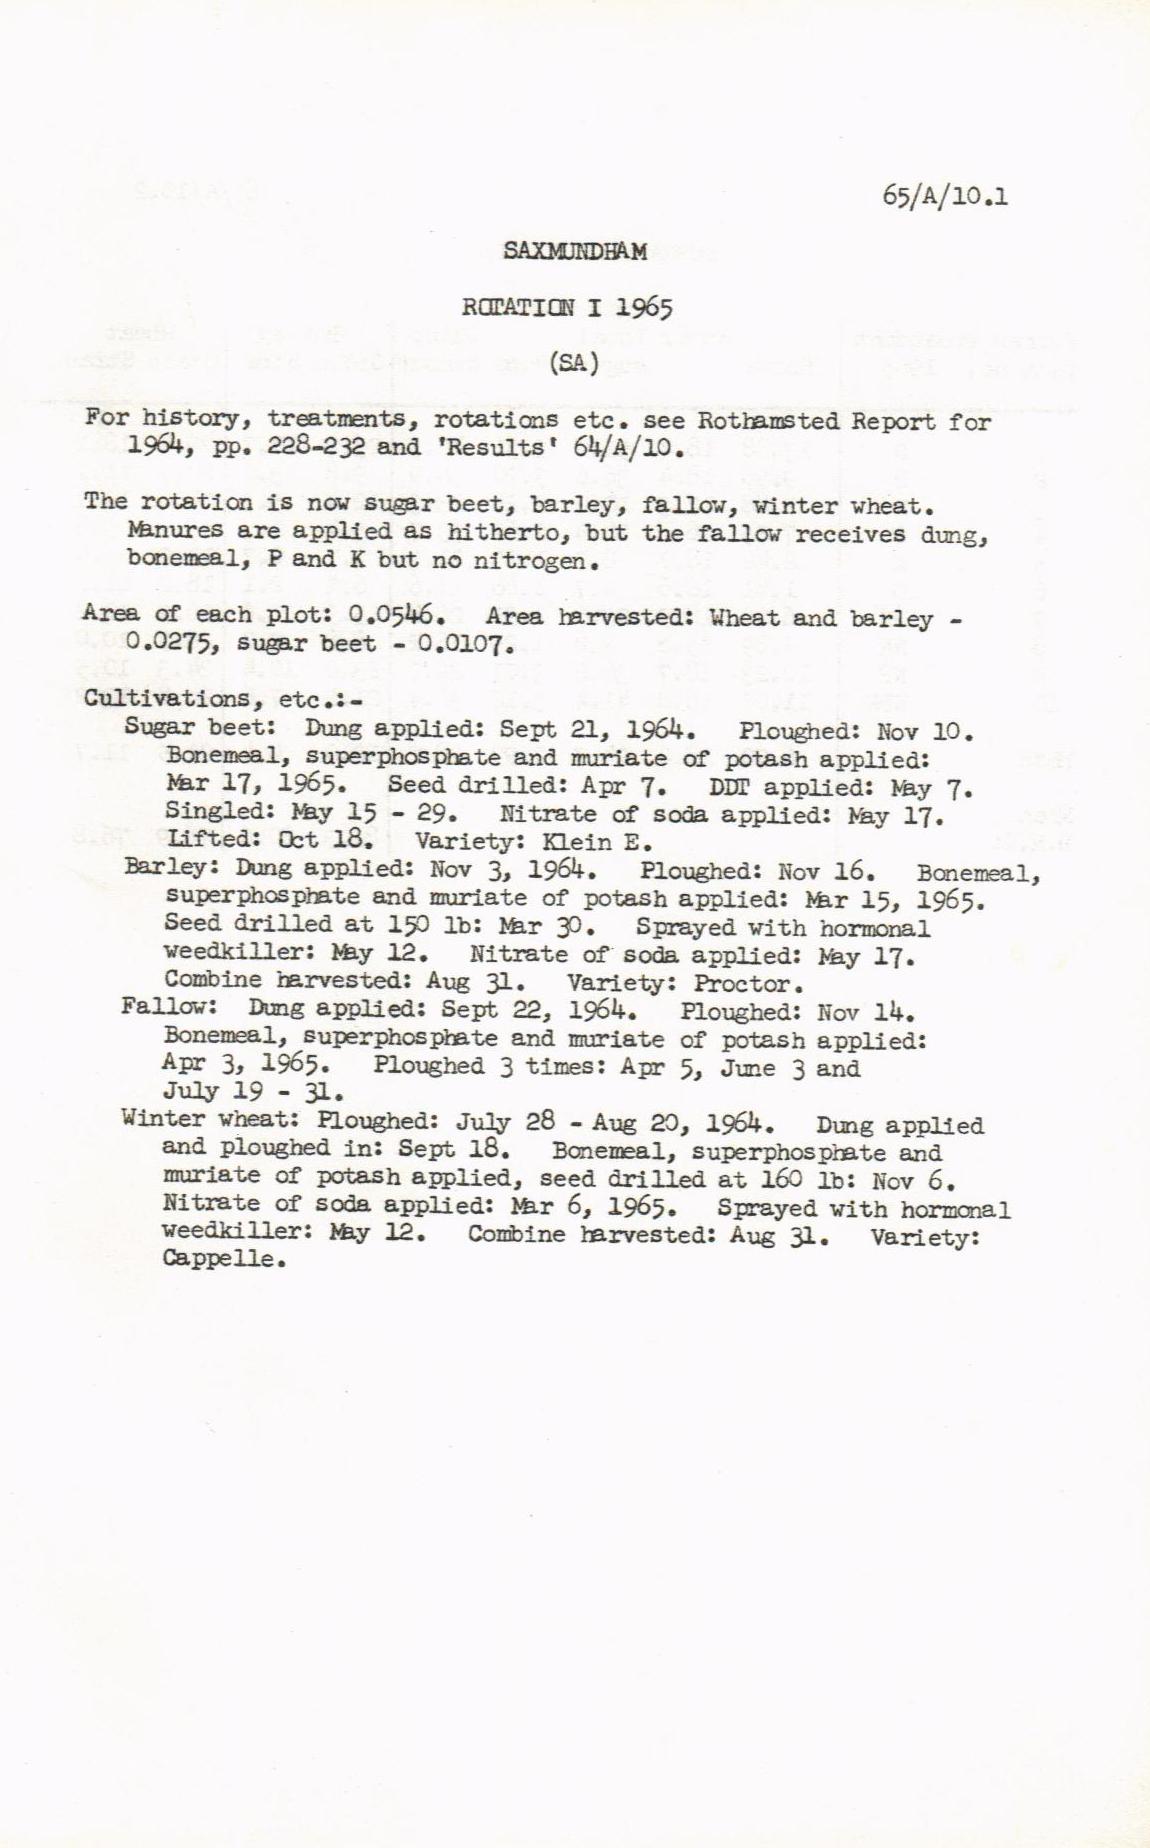 65/A/10.1
SAXMUNDHAM
ROTATION I 1965
(SA)
For history, treatments, rotations etc. see Rothamsted Report for
1964, pp. 228-232 and 'Results' 64/A/10.
The rotation is now sugar beet, barley, fallow, winter wheat.
Manures are applied as hitherto, but the fallow receives dung,
bonemeal, P and K but no nitrogen.
Area of each plot: 0.0546. Area harvested: Wheat and barley -
0.0275, sugar beet - 0.0107.
Cultivations, etc.:-
Sugar beet: Dung applied: Sept 21, 1964. Ploughed: Nov 10.
Bonemeal, superphosphate and muriate of potash applied:
Mar 17, 1965. Seed drilled: Apr 7. DDT applied: May 7.
Singled: May 15 - 29. Nitrate of soda applied: May 17.
Lifted: Oct 18. Variety: Klein E.
Barley: Dung applied: Nov 3, 1964. Ploughed: Nov 16. Bonemeal,
superphosphate and muriate of potash applied: Mar 15, 1965.
Seed drilled at 150 lb: Mar 30. Sprayed with hormonal
weedkiller: May 12. Nitrate of soda applied: May 17.
Combine harvested: Aug 31. Variety: Proctor.
Fallow: Dung applied: Sept 22, 1964. Ploughed: Nov 14.
Bonemeal, superphosphate and muriate of potash applied:
Apr 3, 1965. Ploughed 3 times: Apr 5, June 3 and
July 19 - 31.
Winter wheat: Ploughed: July 28 - Aug 20, 1964. Dung applied
and ploughed in: Sept 18. Bonemeal, superphosphate and
muriate of potash applied, seed drilled at 160 lb: Nov 6.
Nitrate of soda applied: Mar 6, 1965. Sprayed with hormonal
weedkiller: May 12. Combine harvested: Aug 31. Variety:
Cappelle.